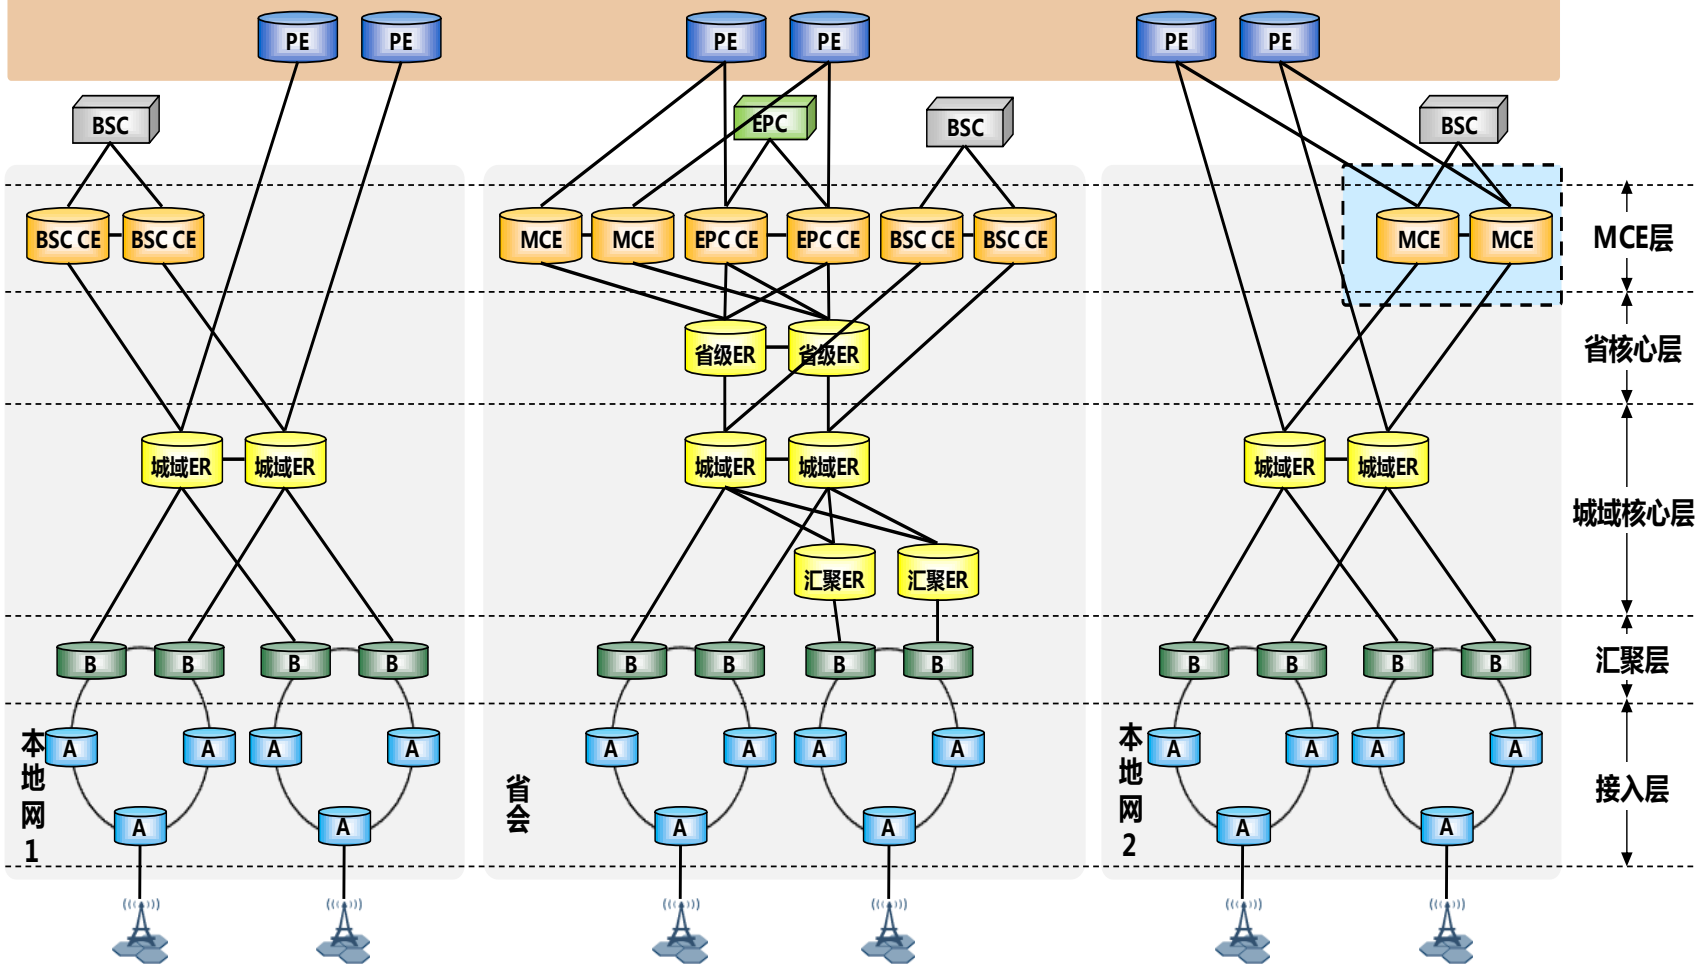 PE PE PE PE PE PE
BSC EPC BSC BSC
BSC CE BSC CE MCE MCE EPC CE EPC CE BSC CE BSC CE MCE MCE MCE层
省级ER 省级ER 省核心层
城域ER 城域ER 城域ER 城域ER 城域ER 城域ER
城域核心层
汇聚ER 汇聚ER
B B B B B B B B B B B B 汇聚层
A A A A A A A A A A A A
本地网1
省会
本地网2
接入层
A A A A A A